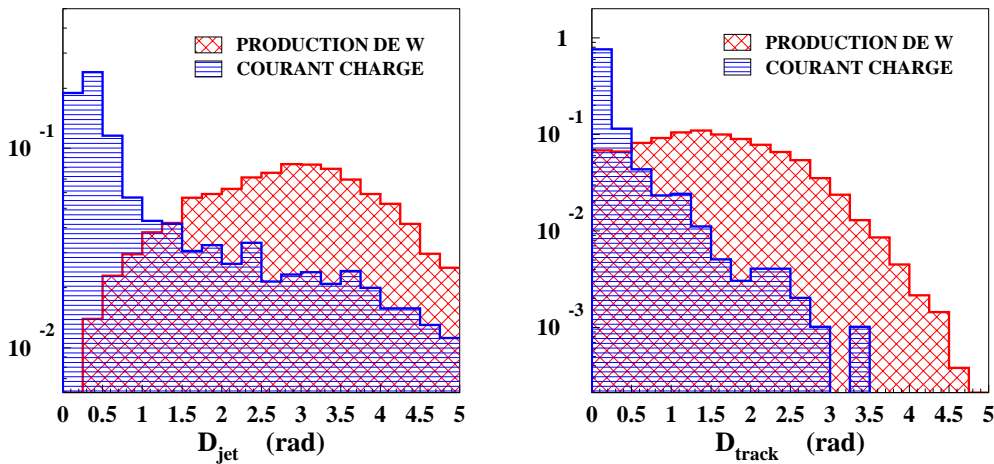 PRODUCTION DE W
COURANT CHARGE
10^-1
10^-2
0 0.5 1 1.5 2 2.5 3 3.5 4 4.5 5
D_jet (rad)
PRODUCTION DE W
COURANT CHARGE
1
10^-1
10^-2
10^-3
0 0.5 1 1.5 2 2.5 3 3.5 4 4.5 5
D_track (rad)